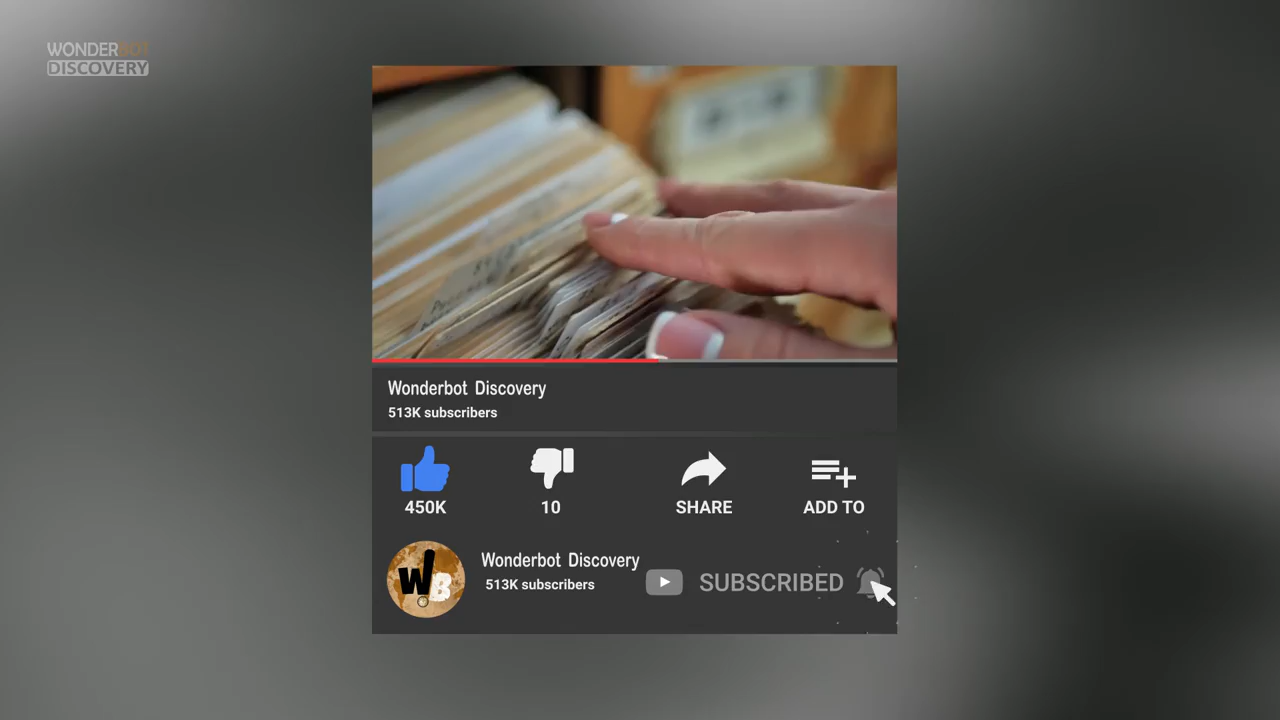 WONDERBOT
DISCOVERY
Wonderbot Discovery
513K subscribers
450K
10
SHARE
ADD TO
W!B
Wonderbot Discovery
513K subscribers
SUBSCRIBED